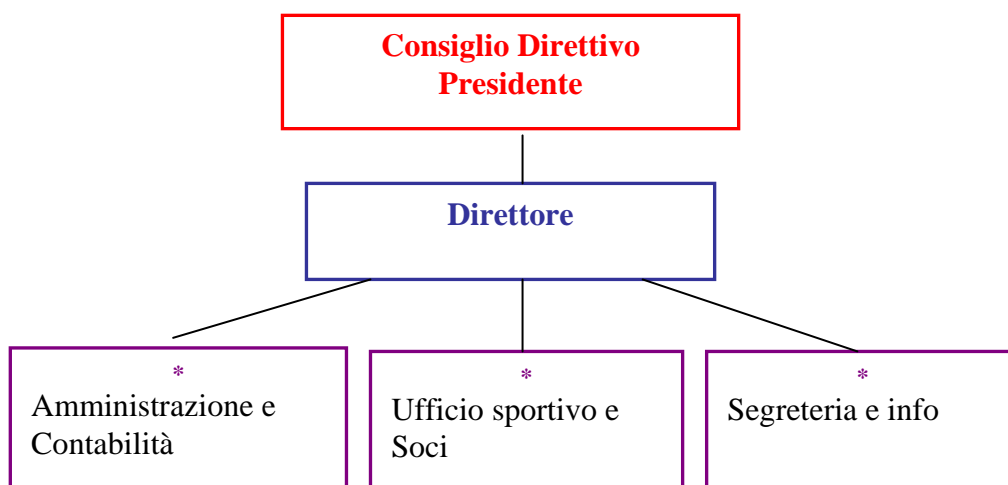 Consiglio Direttivo
Presidente
Direttore
*
Amministrazione e
Contabilità
*
Ufficio sportivo e
Soci
*
Segreteria e info